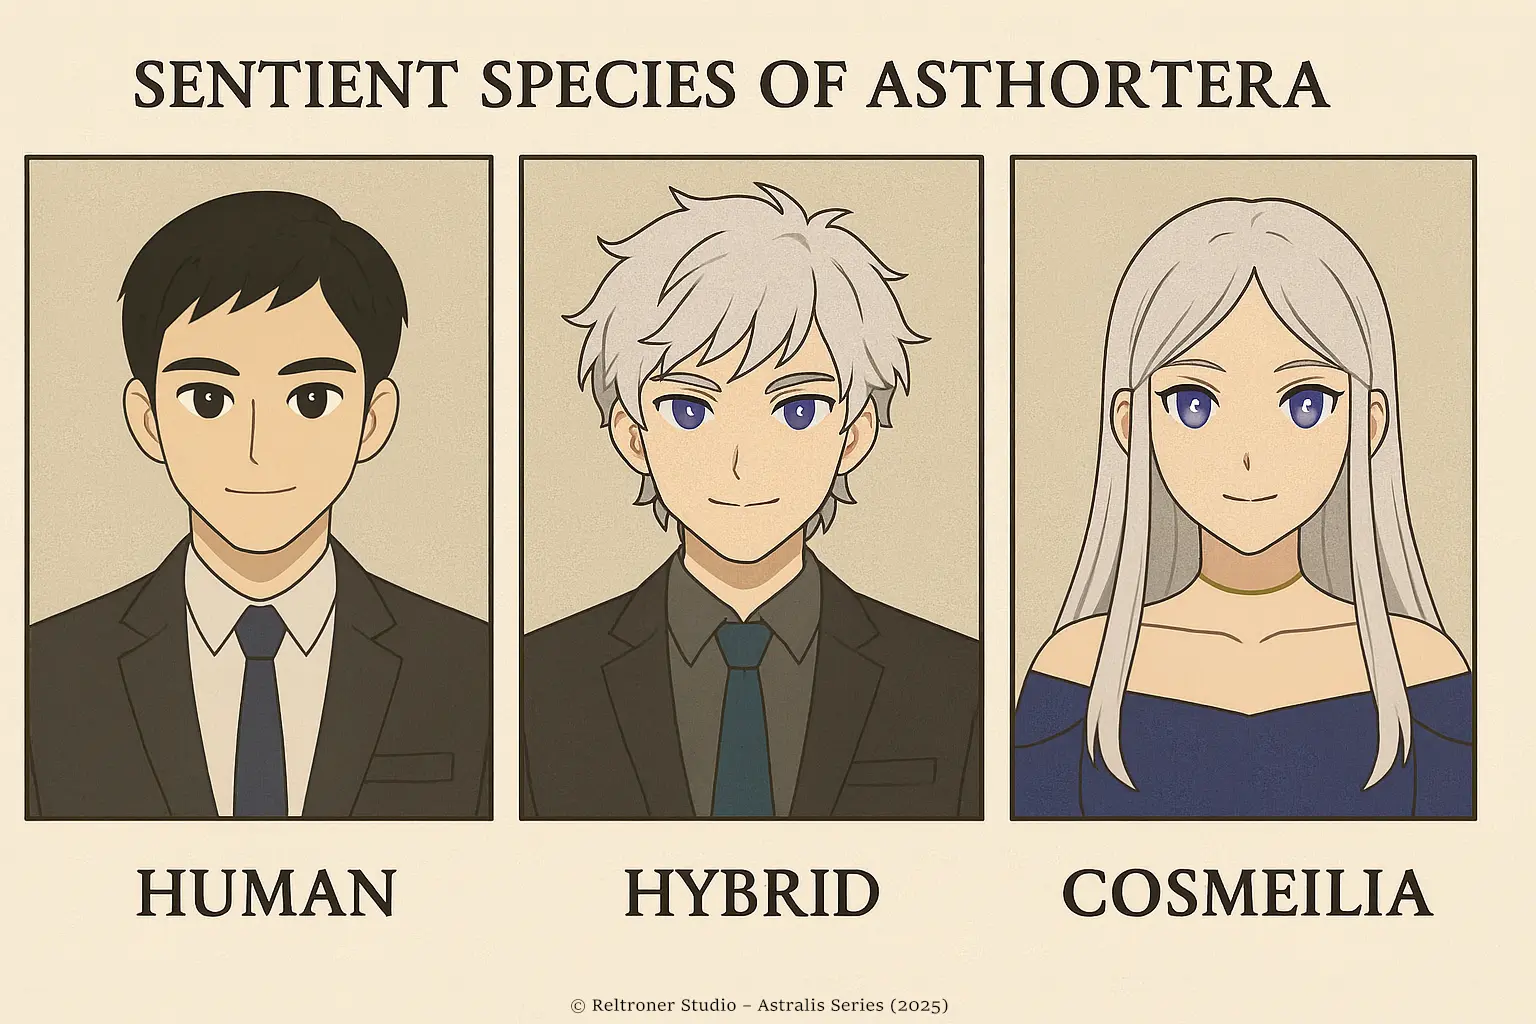 SENTIENT SPECIES OF ASTHORTERA
HUMAN
HYBRID
COSMEILIA
© Reltroner Studio – Astralis Series (2025)